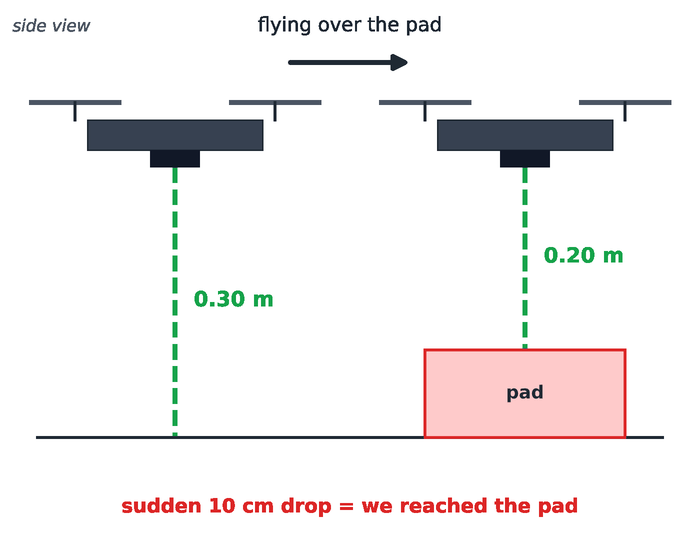 side view
flying over the pad
0.30 m
0.20 m
pad
sudden 10 cm drop = we reached the pad